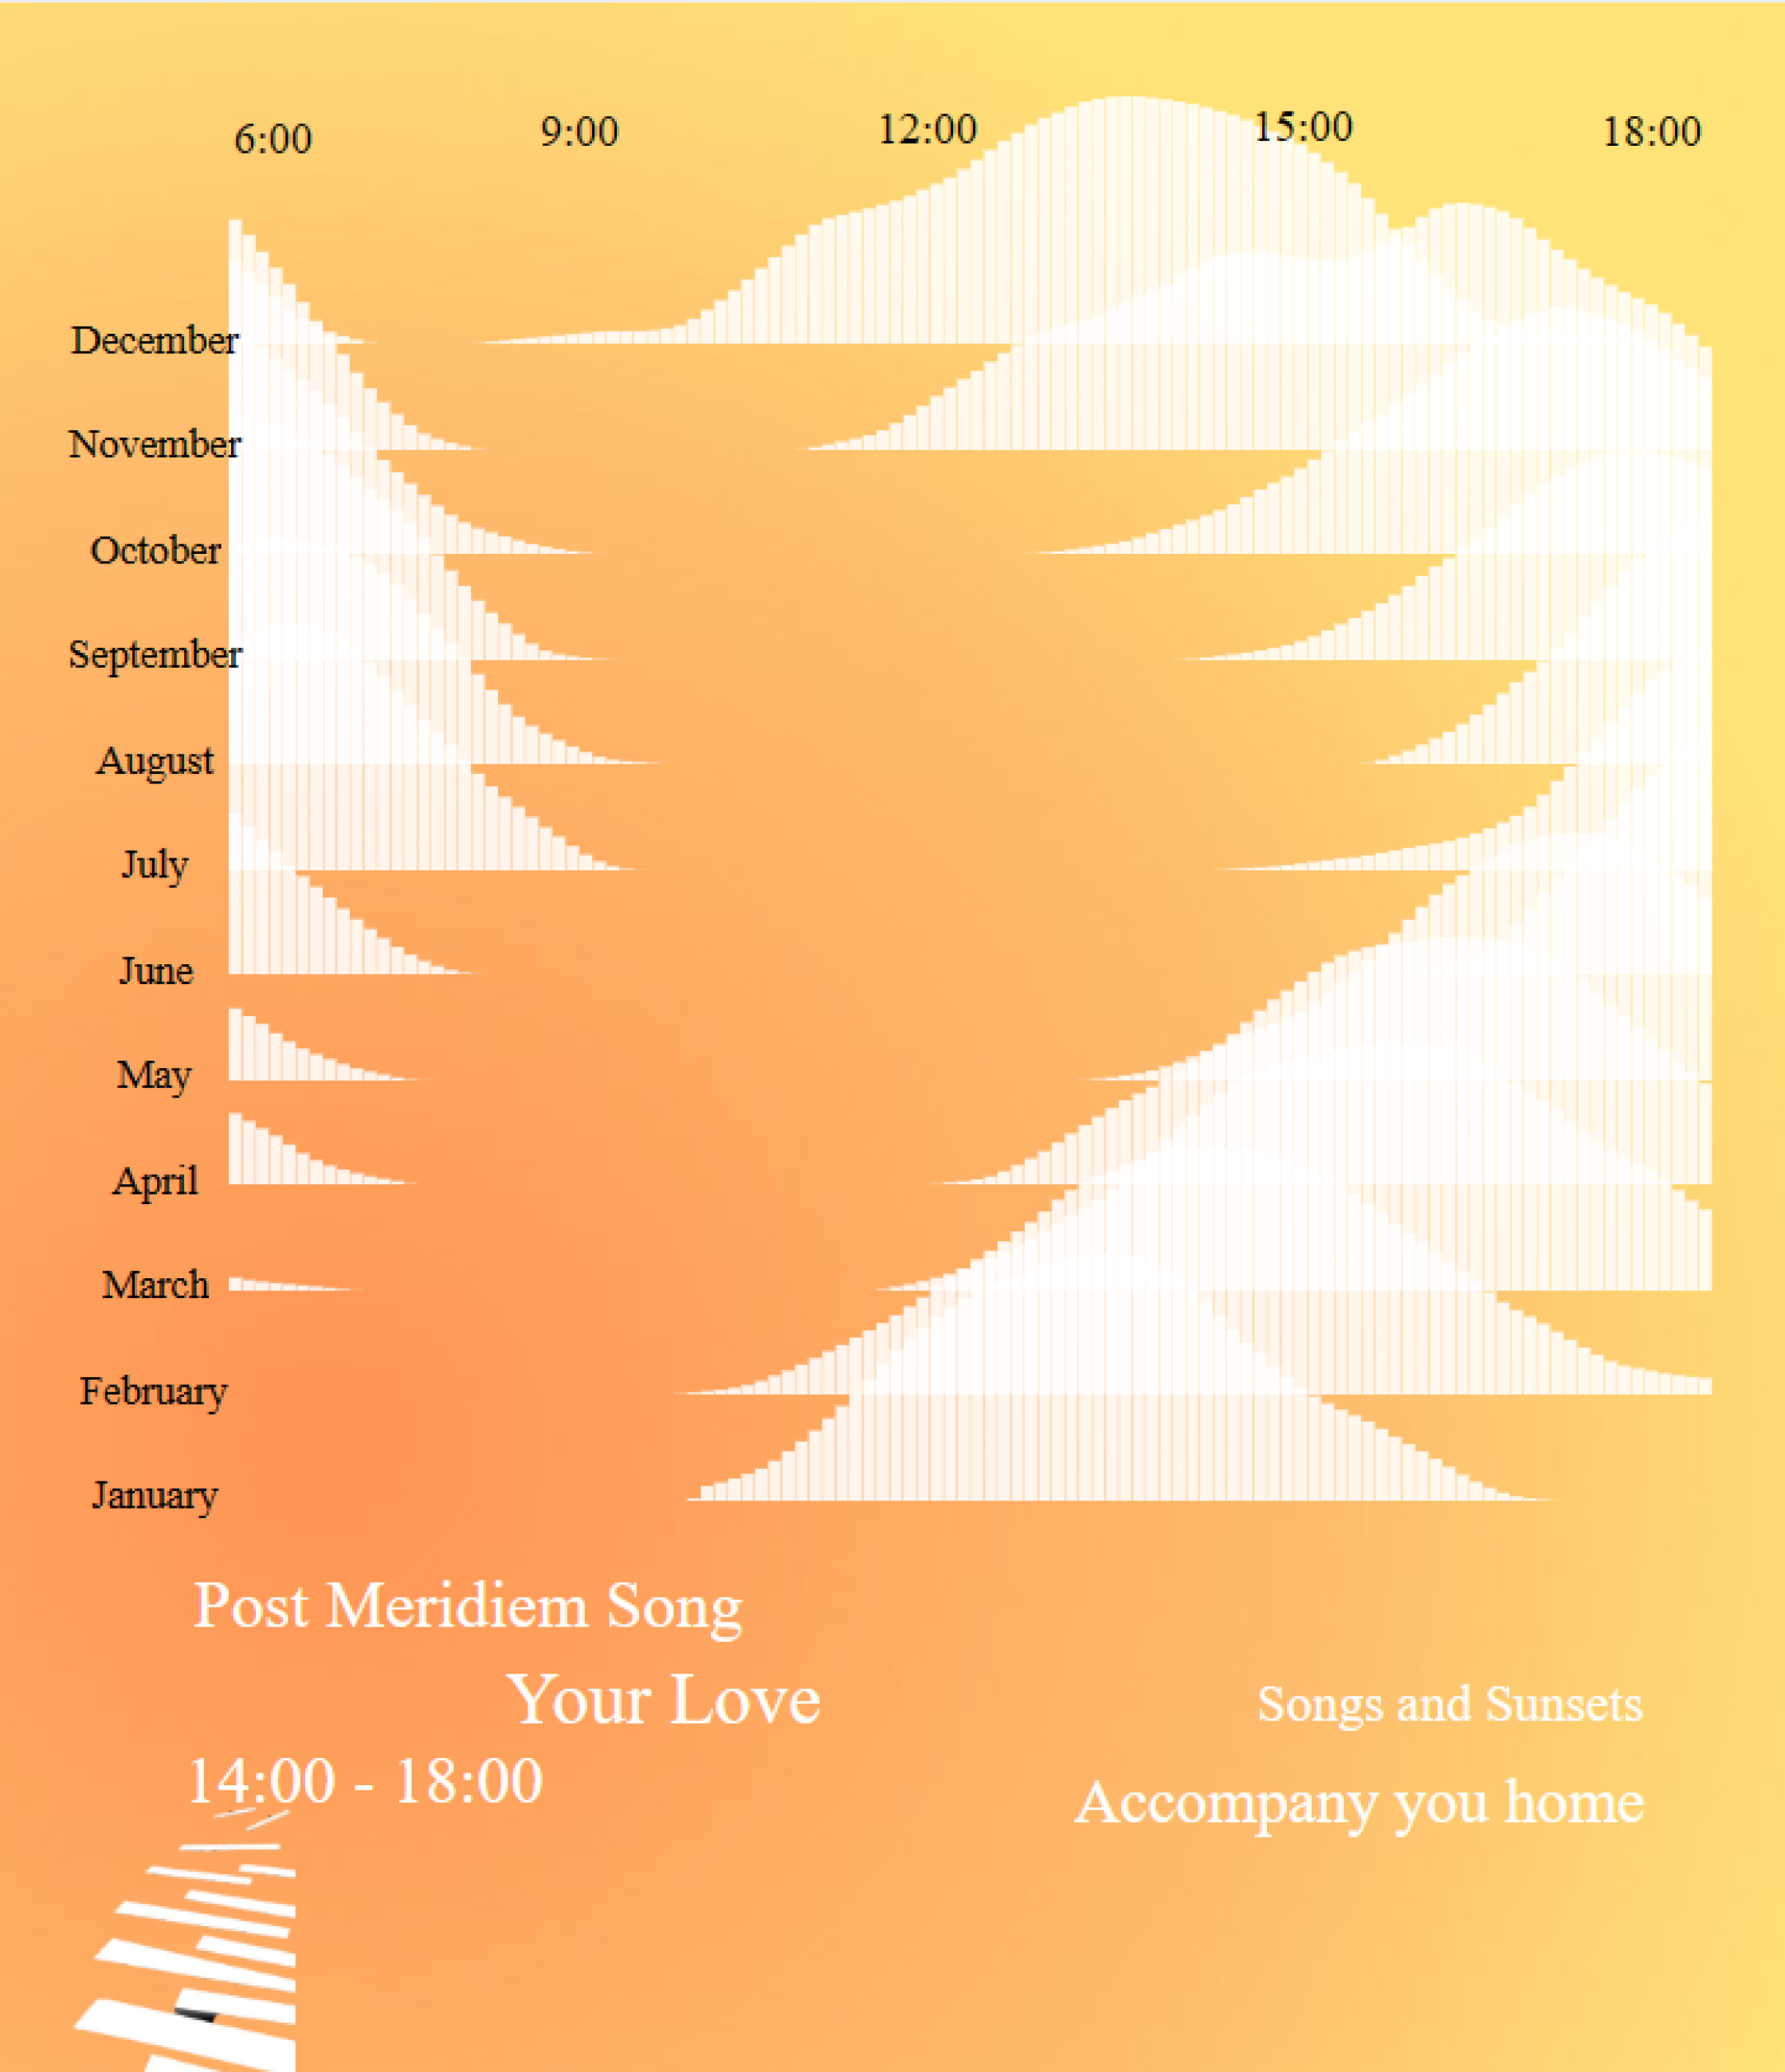 6:00 9:00 12:00 15:00 18:00
December
November
October
September
August
July
June
May
April
March
February
January
Post Meridiem Song
Your Love
14:00 - 18:00
Songs and Sunsets
Accompany you home